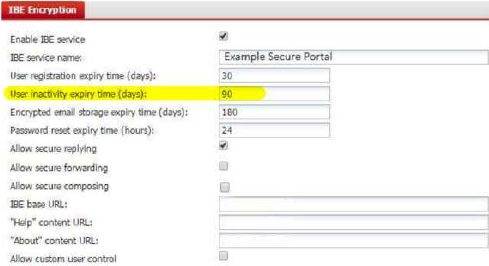 IBE Encryption
Enable IBE service
IBE service name: Example Secure Portal
User registration expiry time (days): 30
User inactivity expiry time (days): 90
Encrypted email storage expiry time (days): 180
Password reset expiry time (hours): 24
Allow secure replying
Allow secure forwarding
Allow secure composing
IBE base URL:
"Help" content URL:
"About" content URL:
Allow custom user control